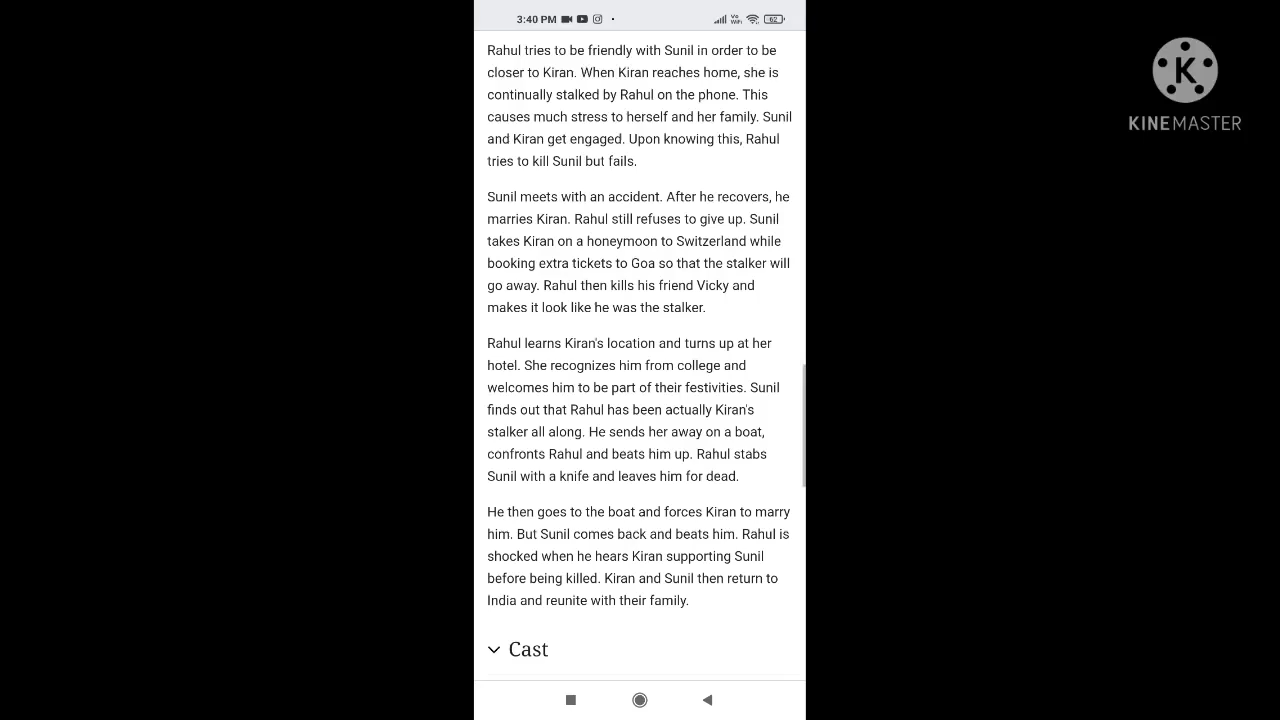 3:40 PM
Vo
WiFi
62
K
KINEMASTER
Rahul tries to be friendly with Sunil in order to be
closer to Kiran. When Kiran reaches home, she is
continually stalked by Rahul on the phone. This
causes much stress to herself and her family. Sunil
and Kiran get engaged. Upon knowing this, Rahul
tries to kill Sunil but fails.
Sunil meets with an accident. After he recovers, he
marries Kiran. Rahul still refuses to give up. Sunil
takes Kiran on a honeymoon to Switzerland while
booking extra tickets to Goa so that the stalker will
go away. Rahul then kills his friend Vicky and
makes it look like he was the stalker.
Rahul learns Kiran's location and turns up at her
hotel. She recognizes him from college and
welcomes him to be part of their festivities. Sunil
finds out that Rahul has been actually Kiran's
stalker all along. He sends her away on a boat,
confronts Rahul and beats him up. Rahul stabs
Sunil with a knife and leaves him for dead.
He then goes to the boat and forces Kiran to marry
him. But Sunil comes back and beats him. Rahul is
shocked when he hears Kiran supporting Sunil
before being killed. Kiran and Sunil then return to
India and reunite with their family.
Cast